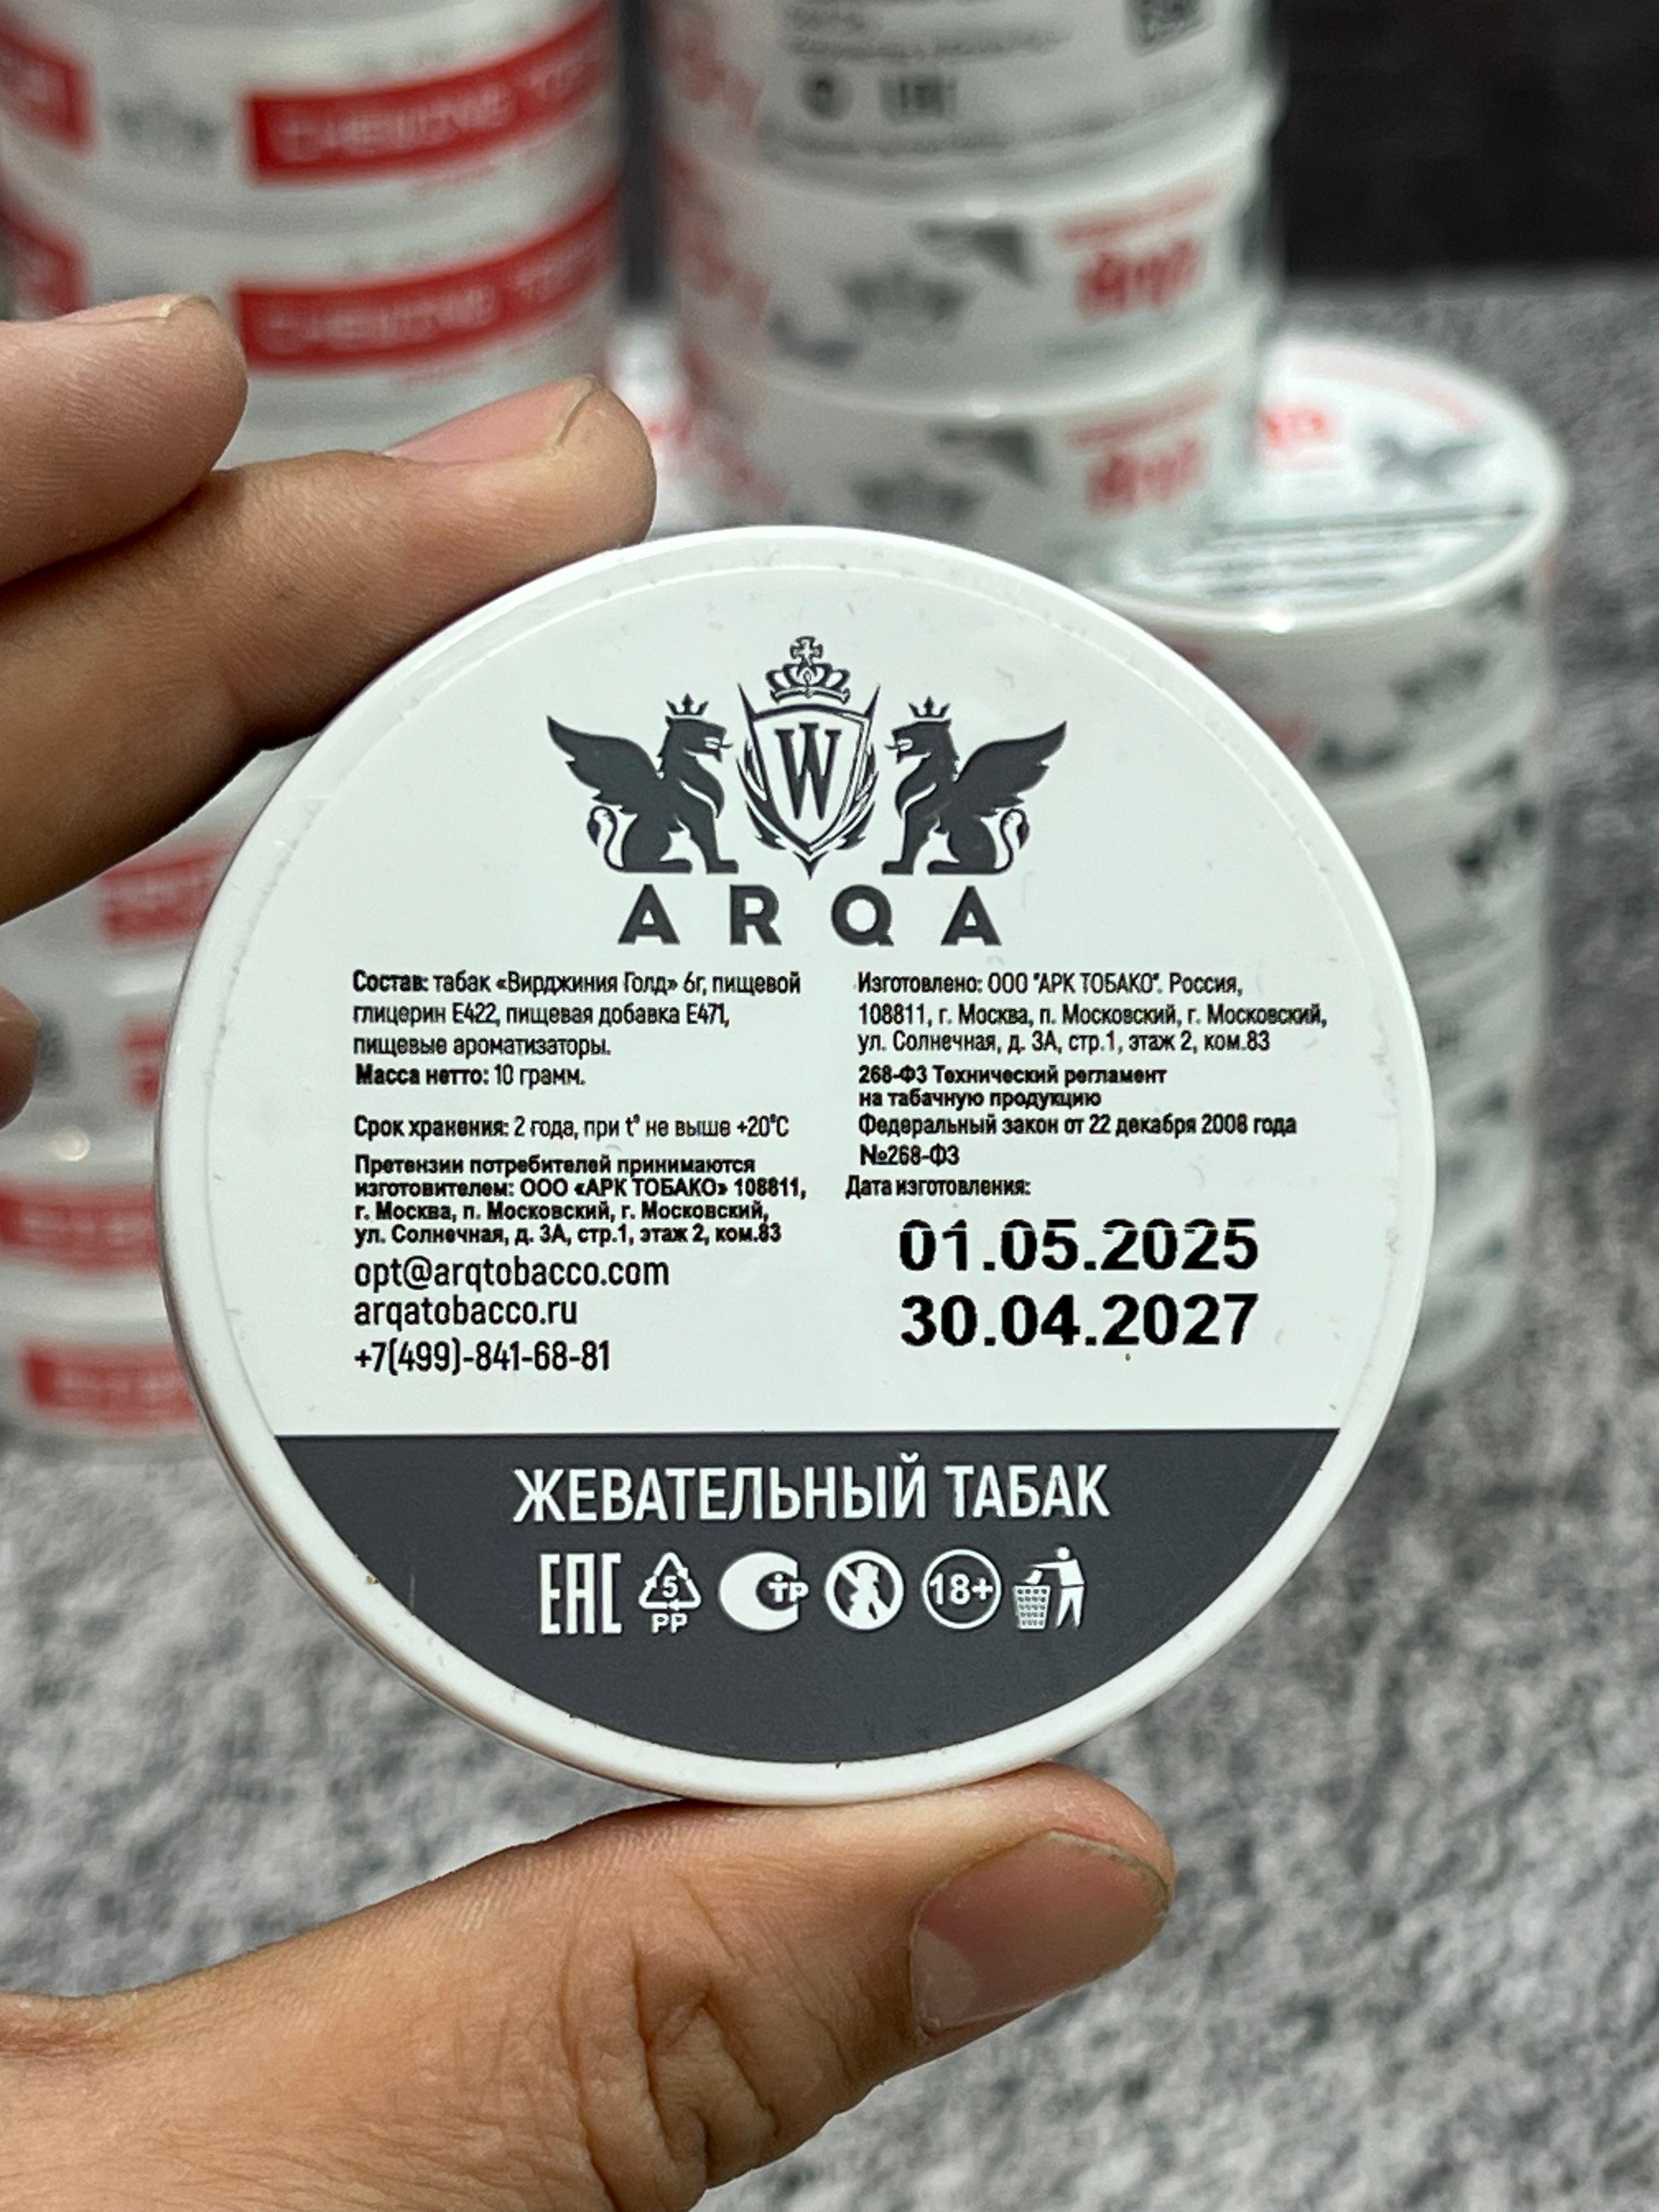 CHEWING
CHEWING
W
ARQA
Состав: табак «Вирджиния Голд» 6г, пищевой
глицерин Е422, пищевая добавка Е471,
пищевые ароматизаторы.
Масса нетто: 10 грамм.
Срок хранения: 2 года, при t° не выше +20°С
Претензии потребителей принимаются
изготовителем: ООО «АРК ТОБАКО» 108811,
г. Москва, п. Московский, г. Московский,
ул. Солнечная, д. 3А, стр.1, этаж 2, ком.83
opt@arqtobacco.com
arqatobacco.ru
+7(499)-841-68-81
Изготовлено: ООО "АРК ТОБАКО". Россия,
108811, г. Москва, п. Московский, г. Московский,
ул. Солнечная, д. 3А, стр.1, этаж 2, ком.83
268-ФЗ Технический регламент
на табачную продукцию
Федеральный закон от 22 декабря 2008 года
№268-ФЗ
Дата изготовления:
01.05.2025
30.04.2027
ЖЕВАТЕЛЬНЫЙ ТАБАК
EAC 5 PP СТР 18+